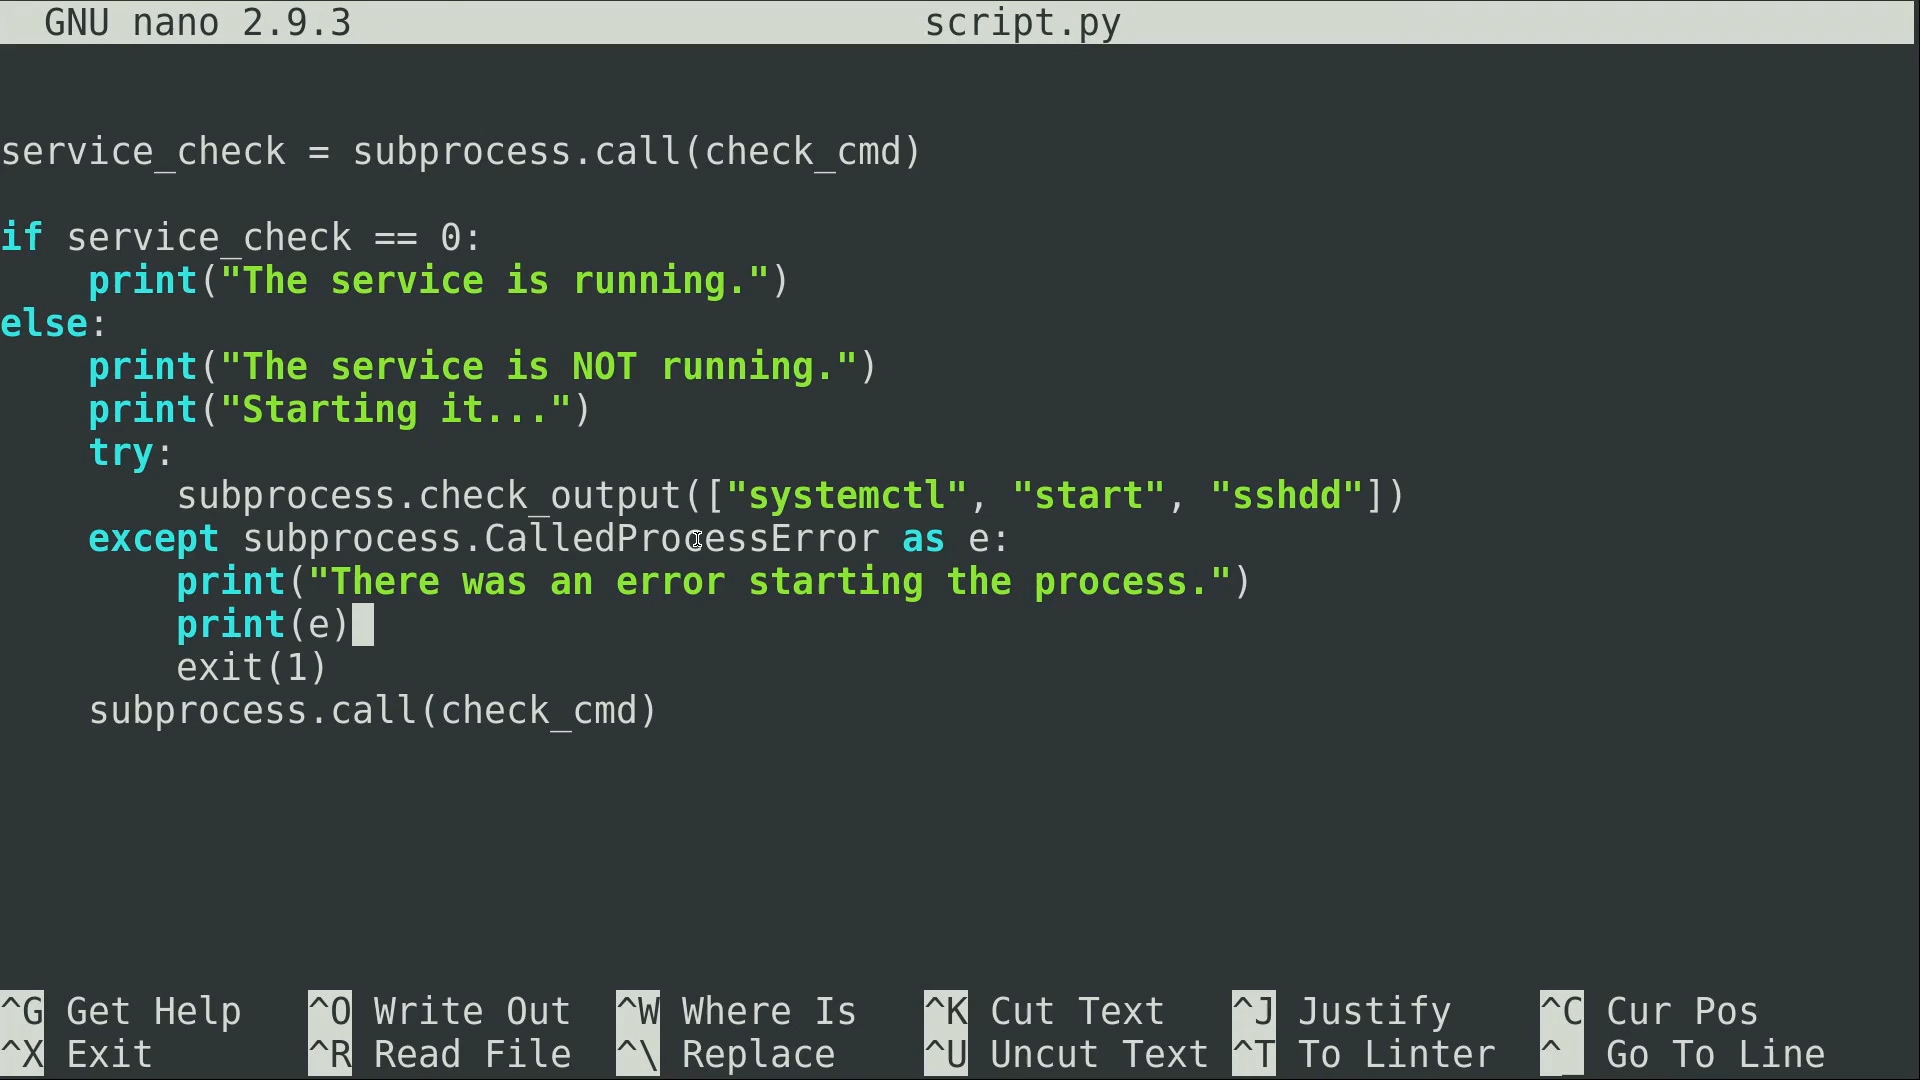 GNU nano 2.9.3 script.py
service_check = subprocess.call(check_cmd)
if service_check == 0:
print("The service is running.")
else:
print("The service is NOT running.")
print("Starting it...")
try:
subprocess.check_output(["systemctl", "start", "sshdd"])
except subprocess.CalledProcessError as e:
print("There was an error starting the process.")
print(e)
exit(1)
subprocess.call(check_cmd)
^G Get Help ^O Write Out ^W Where Is ^K Cut Text ^J Justify ^C Cur Pos
^X Exit ^R Read File ^\ Replace ^U Uncut Text ^T To Linter ^_ Go To Line